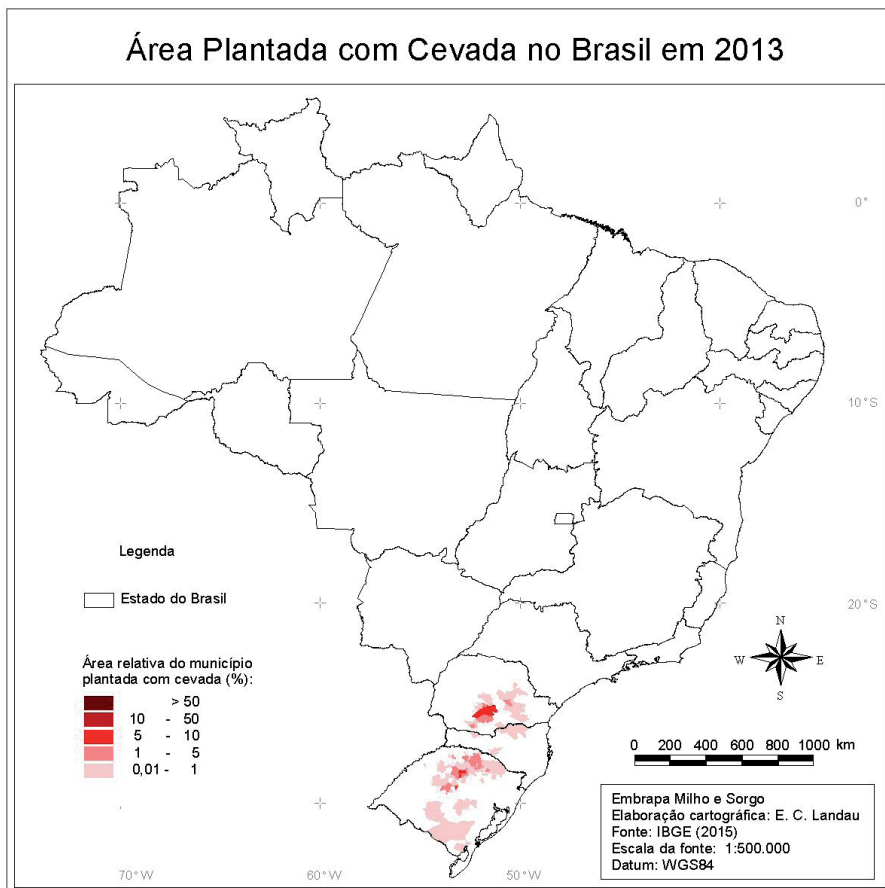 Área Plantada com Cevada no Brasil em 2013
0°
10°S
20°S
Legenda
Estado do Brasil
N
W E
S
Área relativa do município
plantada com cevada (%):
> 50
10 - 50
5 - 10
1 - 5
0,01 - 1
0 200 400 600 800 1000 km
Embrapa Milho e Sorgo
Elaboração cartográfica: E. C. Landau
Fonte: IBGE (2015)
Escala da fonte: 1:500.000
Datum: WGS84
70°W 60°W 50°W